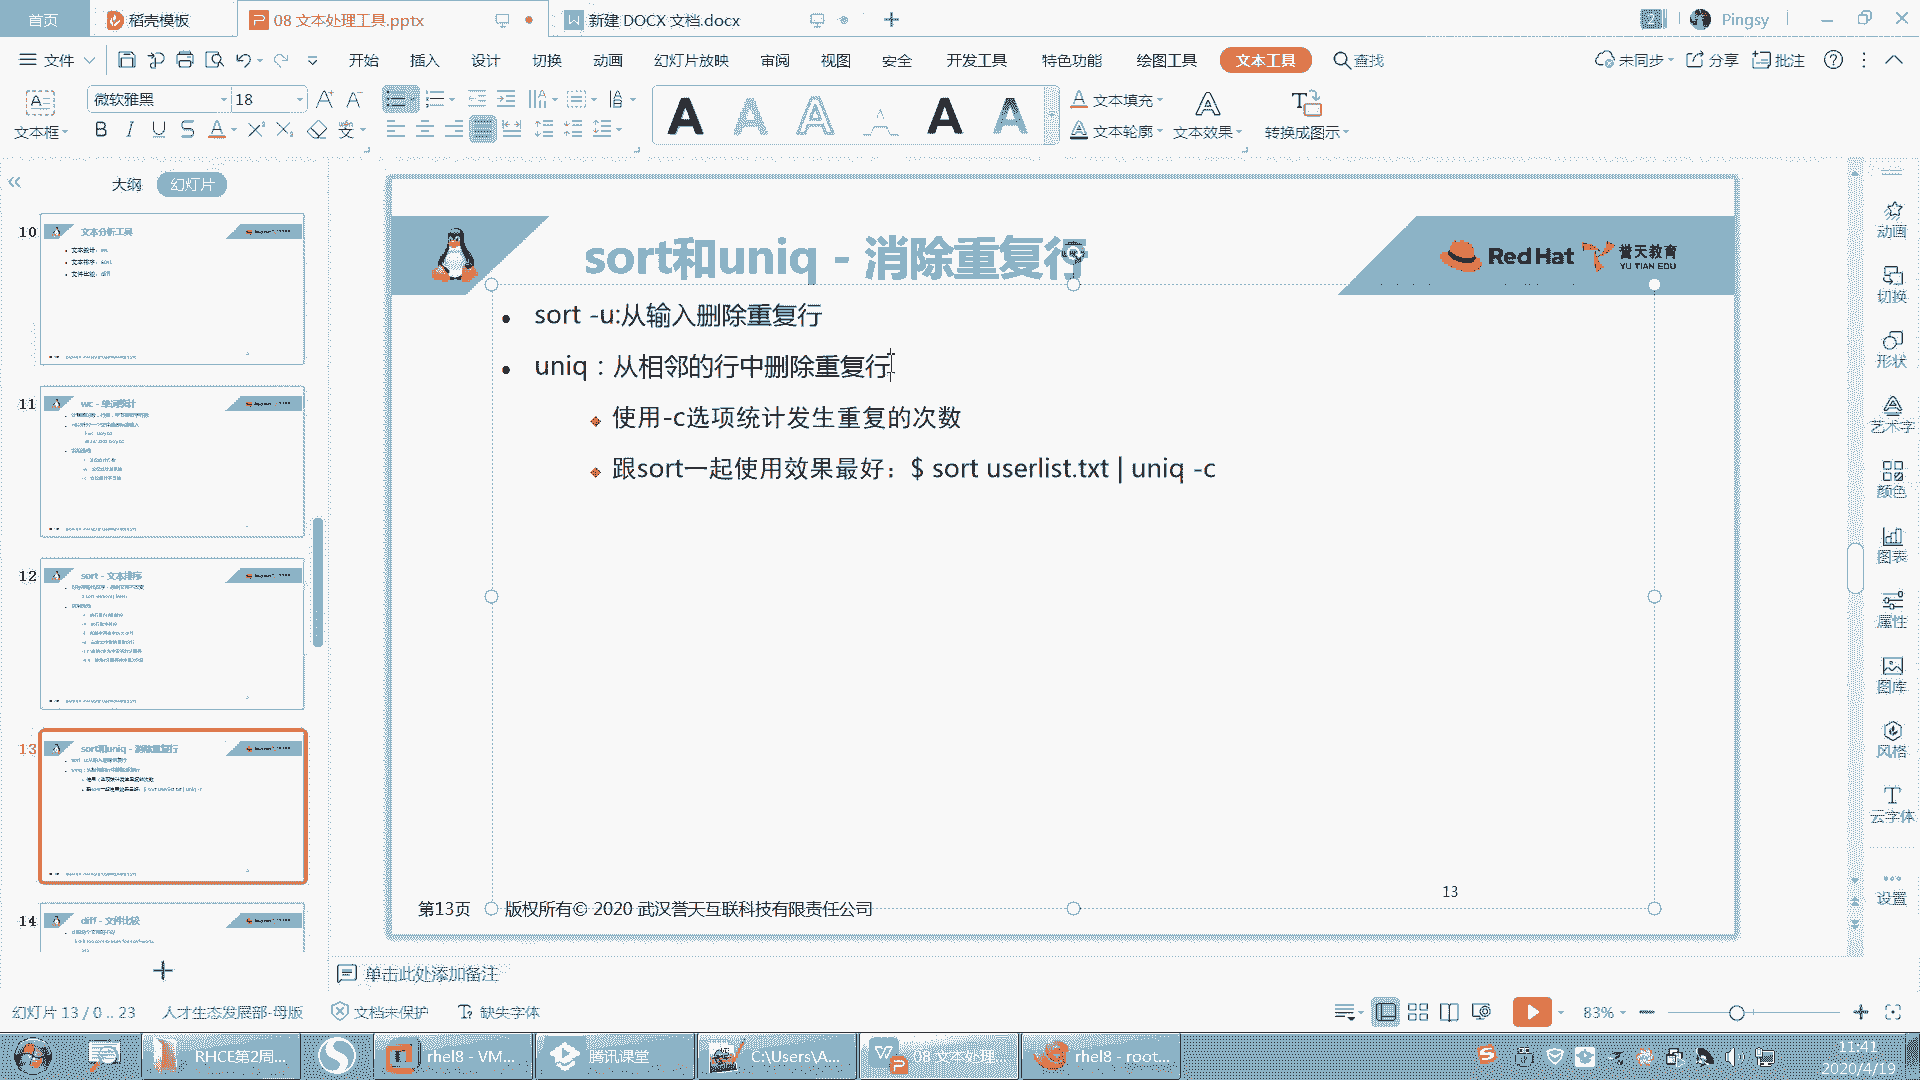 首页
稻壳模板
08 文本处理工具.pptx
新建 DOCX 文档.docx
Pingsy
文件
开始
插入
设计
切换
动画
幻灯片放映
审阅
视图
安全
开发工具
特色功能
绘图工具
文本工具
查找
未同步
分享
批注
文本框
微软雅黑
18
文本填充
文本轮廓
文本效果
转换成图示
大纲
幻灯片
10
文本分析工具
11
wc - 单词统计
12
sort - 文本排序
13
sort和uniq - 消除重复行
14
diff - 文件比较
sort和uniq - 消除重复行
Red Hat
誉天教育
YU TIAN EDU
• sort -u:从输入删除重复行
• uniq：从相邻的行中删除重复行
使用-c选项统计发生重复的次数
跟sort一起使用效果最好：$ sort userlist.txt | uniq -c
13
第13页
版权所有© 2020 武汉誉天互联科技有限责任公司
动画
切换
形状
艺术字
颜色
图表
属性
图库
风格
云字体
设置
单击此处添加备注
幻灯片 13 / 0 .. 23
人才生态发展部-母版
文档未保护
缺失字体
83%
RHCE第2周...
rhel8 - VM...
腾讯课堂
C:\Users\A...
08 文本处理...
rhel8 - root...
11:41
2020/4/19